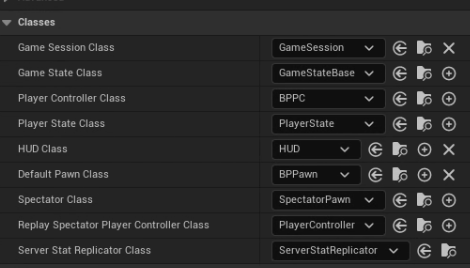 Classes
Game Session Class GameSession
Game State Class GameStateBase
Player Controller Class BPPC
Player State Class PlayerState
HUD Class HUD
Default Pawn Class BPPawn
Spectator Class SpectatorPawn
Replay Spectator Player Controller Class PlayerController
Server Stat Replicator Class ServerStatReplicator